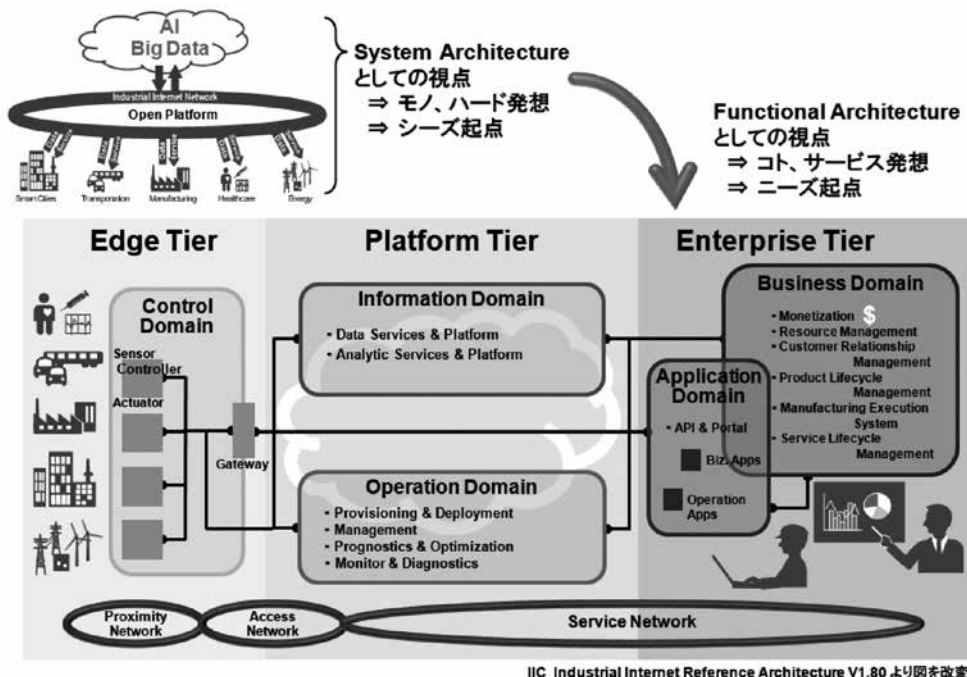 AI
Big Data
Industrial Internet Network
Open Platform
Smart Cities
Transportation
Manufacturing
Healthcare
Energy
System Architecture
としての視点
⇒ モノ、ハード発想
⇒ シーズ起点
Functional Architecture
としての視点
⇒ コト、サービス発想
⇒ ニーズ起点
Edge Tier
Platform Tier
Enterprise Tier
Control
Domain
Sensor
Controller
Actuator
Gateway
Information Domain
・Data Services & Platform
・Analytic Services & Platform
Operation Domain
・Provisioning & Deployment
・Management
・Prognostics & Optimization
・Monitor & Diagnostics
Application
Domain
・API & Portal
Biz. Apps
Operation
Apps
Business Domain
・Monetization $
・Resource Management
・Customer Relationship
Management
・Product Lifecycle
Management
・Manufacturing Execution
System
・Service Lifecycle
Management
Proximity
Network
Access
Network
Service Network
IIC Industrial Internet Reference Architecture V1.80 より図を改変